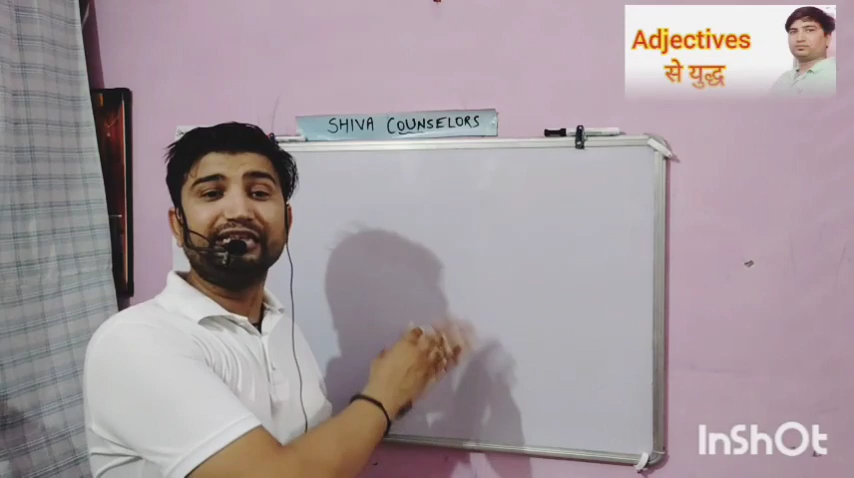 Adjectives
से युद्ध
SHIVA COUNSELORS
InShOt